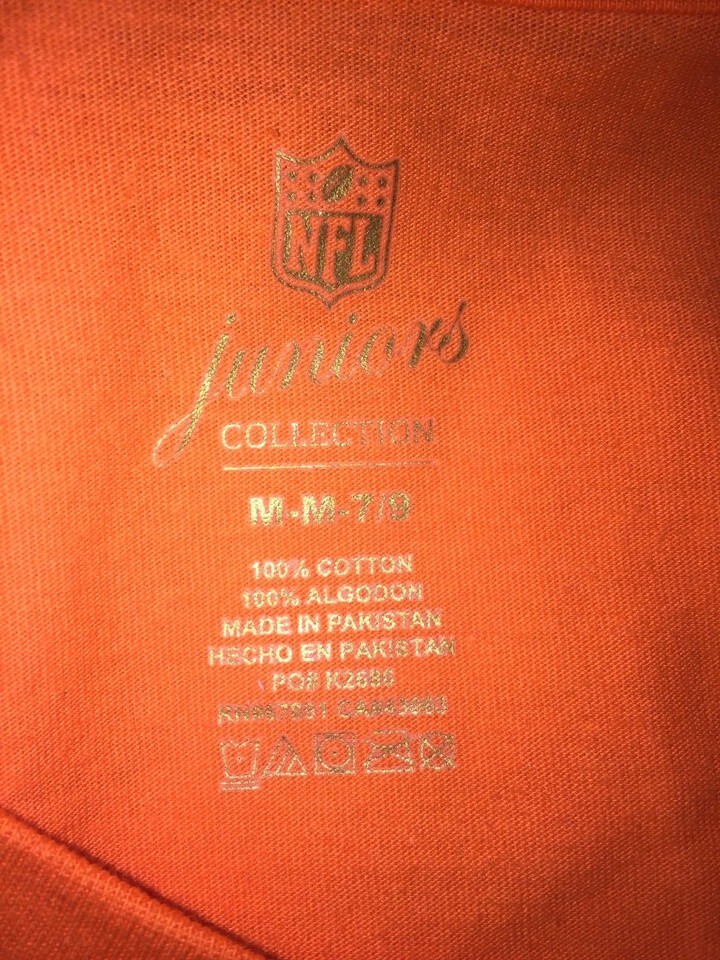 NFL
juniors
COLLECTION
M-M-7/9
100% COTTON
100% ALGODON
MADE IN PAKISTAN
HECHO EN PAKISTAN